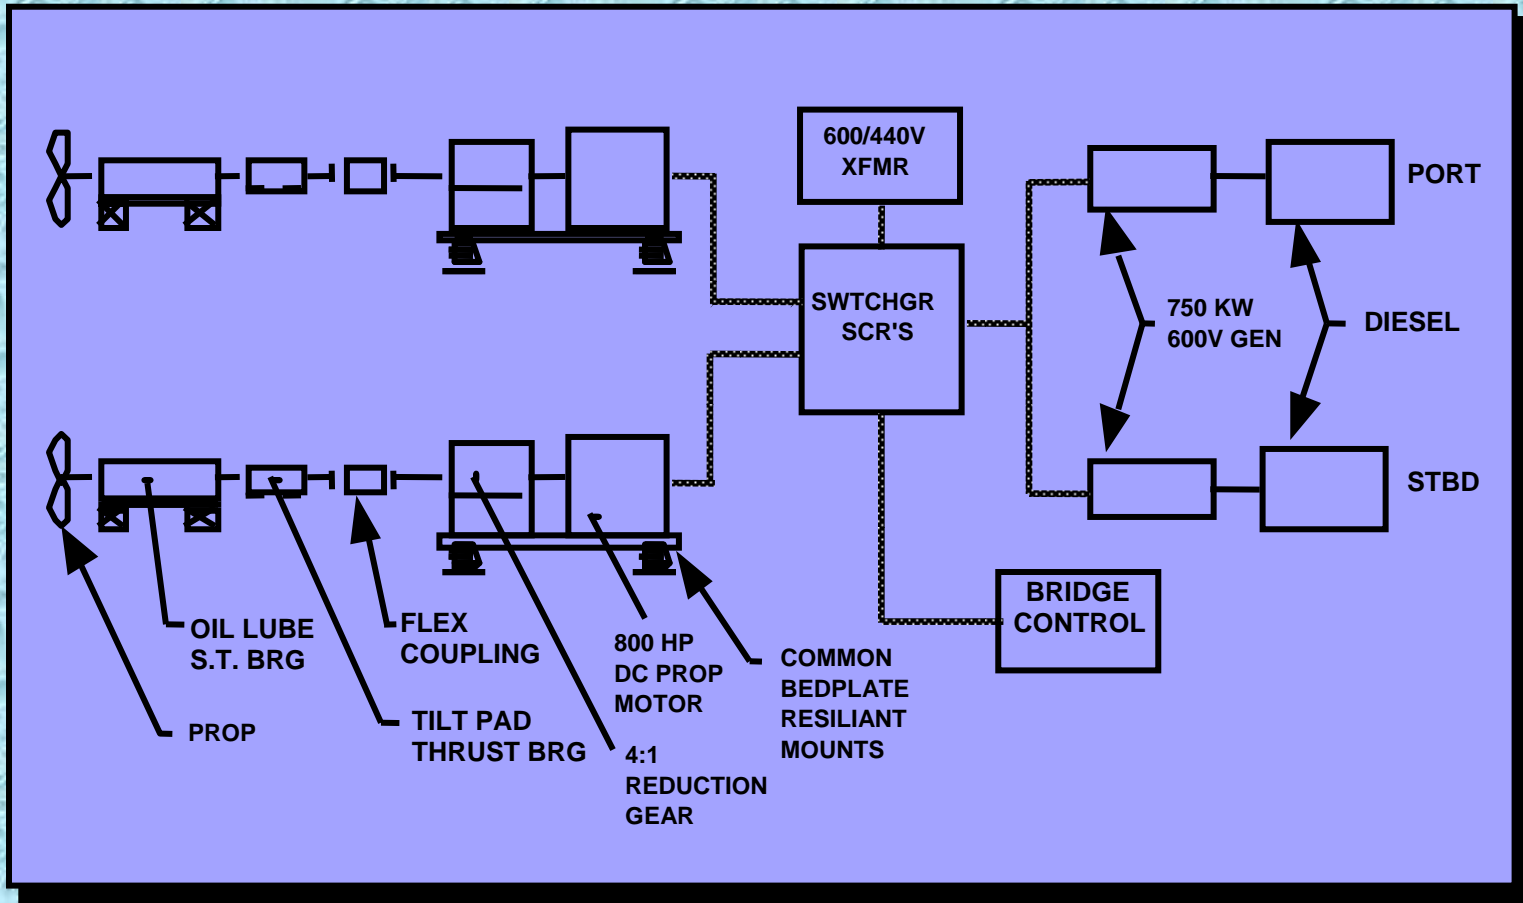 600/440V
XFMR
PORT
SWTCHGR
SCR'S
750 KW
600V GEN
DIESEL
STBD
BRIDGE
CONTROL
OIL LUBE
S.T. BRG
FLEX
COUPLING
800 HP
DC PROP
MOTOR
COMMON
BEDPLATE
RESILIANT
MOUNTS
PROP
TILT PAD
THRUST BRG
4:1
REDUCTION
GEAR